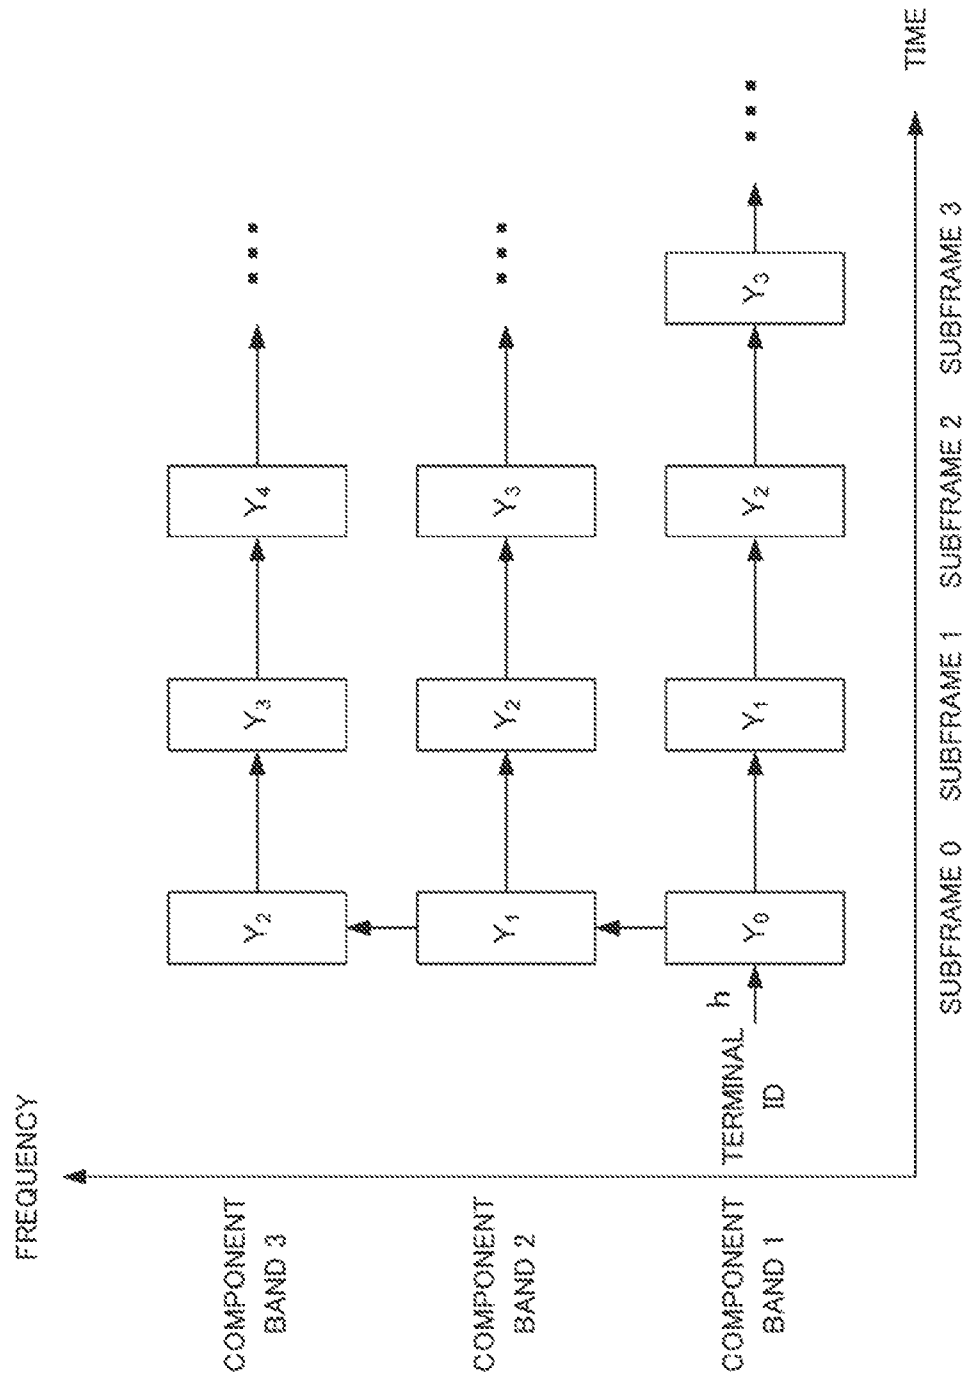 FREQUENCY
COMPONENT
BAND 3
Y2
Y3
Y4
...
COMPONENT
BAND 2
Y1
Y2
Y3
...
COMPONENT
BAND 1
TERMINAL
ID
h
Y0
Y1
Y2
Y3
...
SUBFRAME 0
SUBFRAME 1
SUBFRAME 2
SUBFRAME 3
TIME